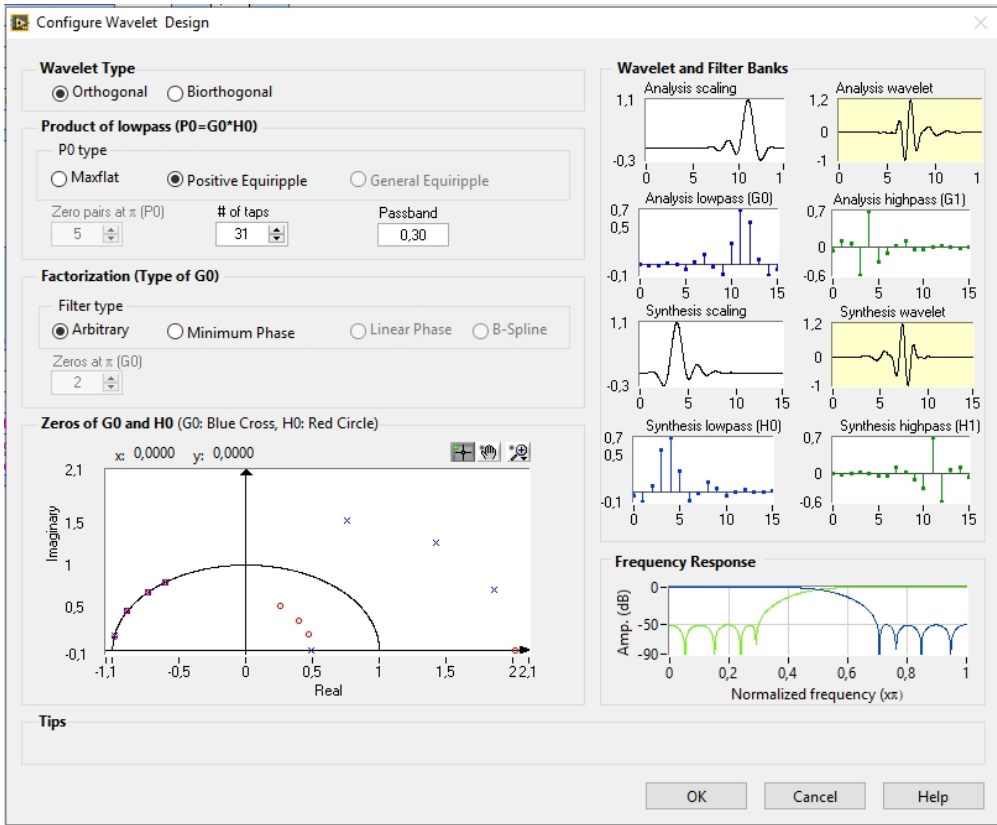 Configure Wavelet Design
Wavelet Type
Orthogonal Biorthogonal
Product of lowpass (P0=G0*H0)
P0 type
Maxflat Positive Equiripple General Equiripple
Zero pairs at π (P0) # of taps Passband
5 31 0,30
Factorization (Type of G0)
Filter type
Arbitrary Minimum Phase Linear Phase B-Spline
Zeros at π (G0)
2
Zeros of G0 and H0 (G0: Blue Cross, H0: Red Circle)
x: 0,0000 y: 0,0000
2,1
1,5
1
0,5
-0,1
Imaginary
-1,1 -0,5 0 0,5 1 1,5 2 2,1
Real
Wavelet and Filter Banks
Analysis scaling Analysis wavelet
1,1 1,2
0
-0,3 -1
0 5 10 1 0 5 10 1
Analysis lowpass (G0) Analysis highpass (G1)
0,7 0,7
0,5
0
-0,1 -0,6
0 5 10 15 0 5 10 15
Synthesis scaling Synthesis wavelet
1,1 1,2
0
-0,3 -1
0 5 10 15 0 5 10 15
Synthesis lowpass (H0) Synthesis highpass (H1)
0,7 0,7
0,5
0
-0,1 -0,6
0 5 10 15 0 5 10 15
Frequency Response
0
-50
-90
Amp. (dB)
0 0,2 0,4 0,6 0,8 1
Normalized frequency (xπ)
Tips
OK Cancel Help